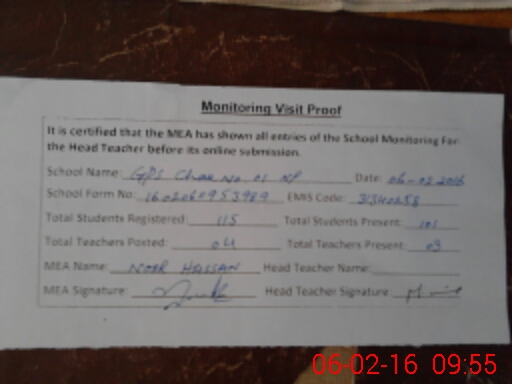 Monitoring Visit Proof
It is certified that the MEA has shown all entries of the School Monitoring For
the Head Teacher before its online submission.
School Name: GPS Chak No. 01 NP Date: 06-02-2016
School Form No: 1602060953989 EMIS Code: 31340258
Total Students Registered: 115 Total Students Present: 101
Total Teachers Posted: 04 Total Teachers Present: 03
MEA Name: NOOR HASSAN Head Teacher Name:
MEA Signature: Head Teacher Signature:
06-02-16 09:55